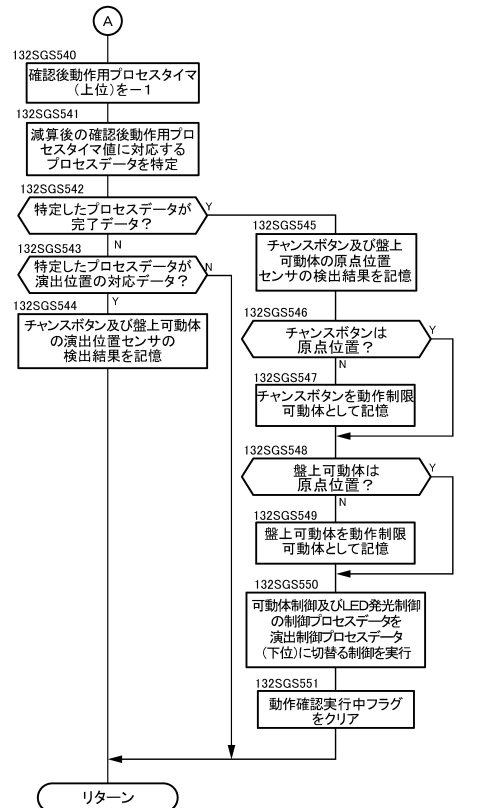 A
132SGS540
確認後動作用プロセスタイマ
(上位)を－1
132SGS541
減算後の確認後動作用プロ
セスタイマ値に対応する
プロセスデータを特定
132SGS542
特定したプロセスデータが
完了データ？
Y
N
132SGS543
特定したプロセスデータが
演出位置の対応データ？
N
Y
132SGS544
チャンスボタン及び盤上可動体
の演出位置センサの
検出結果を記憶
132SGS545
チャンスボタン及び盤上
可動体の原点位置
センサの検出結果を記憶
132SGS546
チャンスボタンは
原点位置？
Y
N
132SGS547
チャンスボタンを動作制限
可動体として記憶
132SGS548
盤上可動体は
原点位置？
Y
N
132SGS549
盤上可動体を動作制限
可動体として記憶
132SGS550
可動体制御及びLED発光制御
の制御プロセスデータを
演出制御プロセスデータ
(下位)に切替る制御を実行
132SGS551
動作確認実行中フラグ
をクリア
リターン